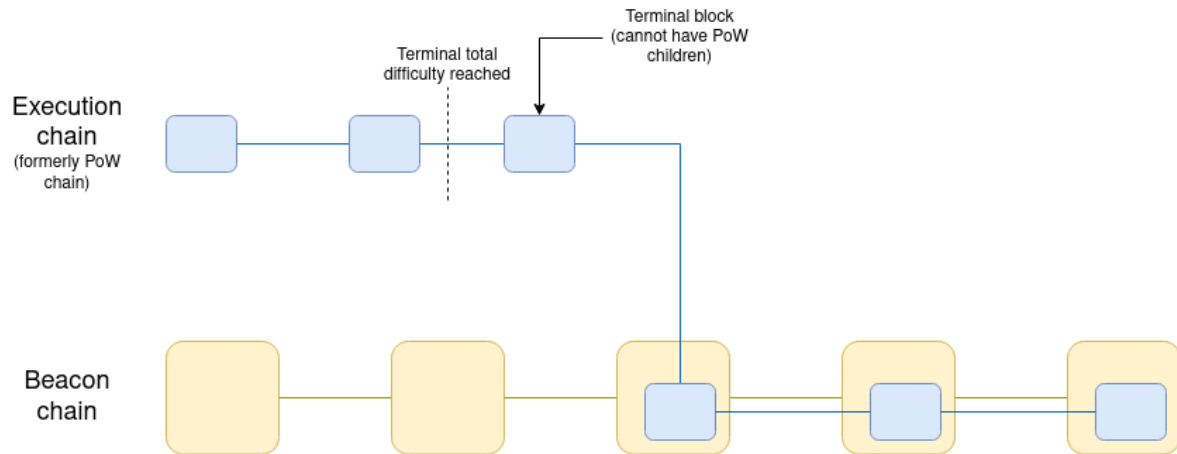 Terminal block
(cannot have PoW
children)
Terminal total
difficulty reached
Execution
chain
(formerly PoW
chain)
Beacon
chain